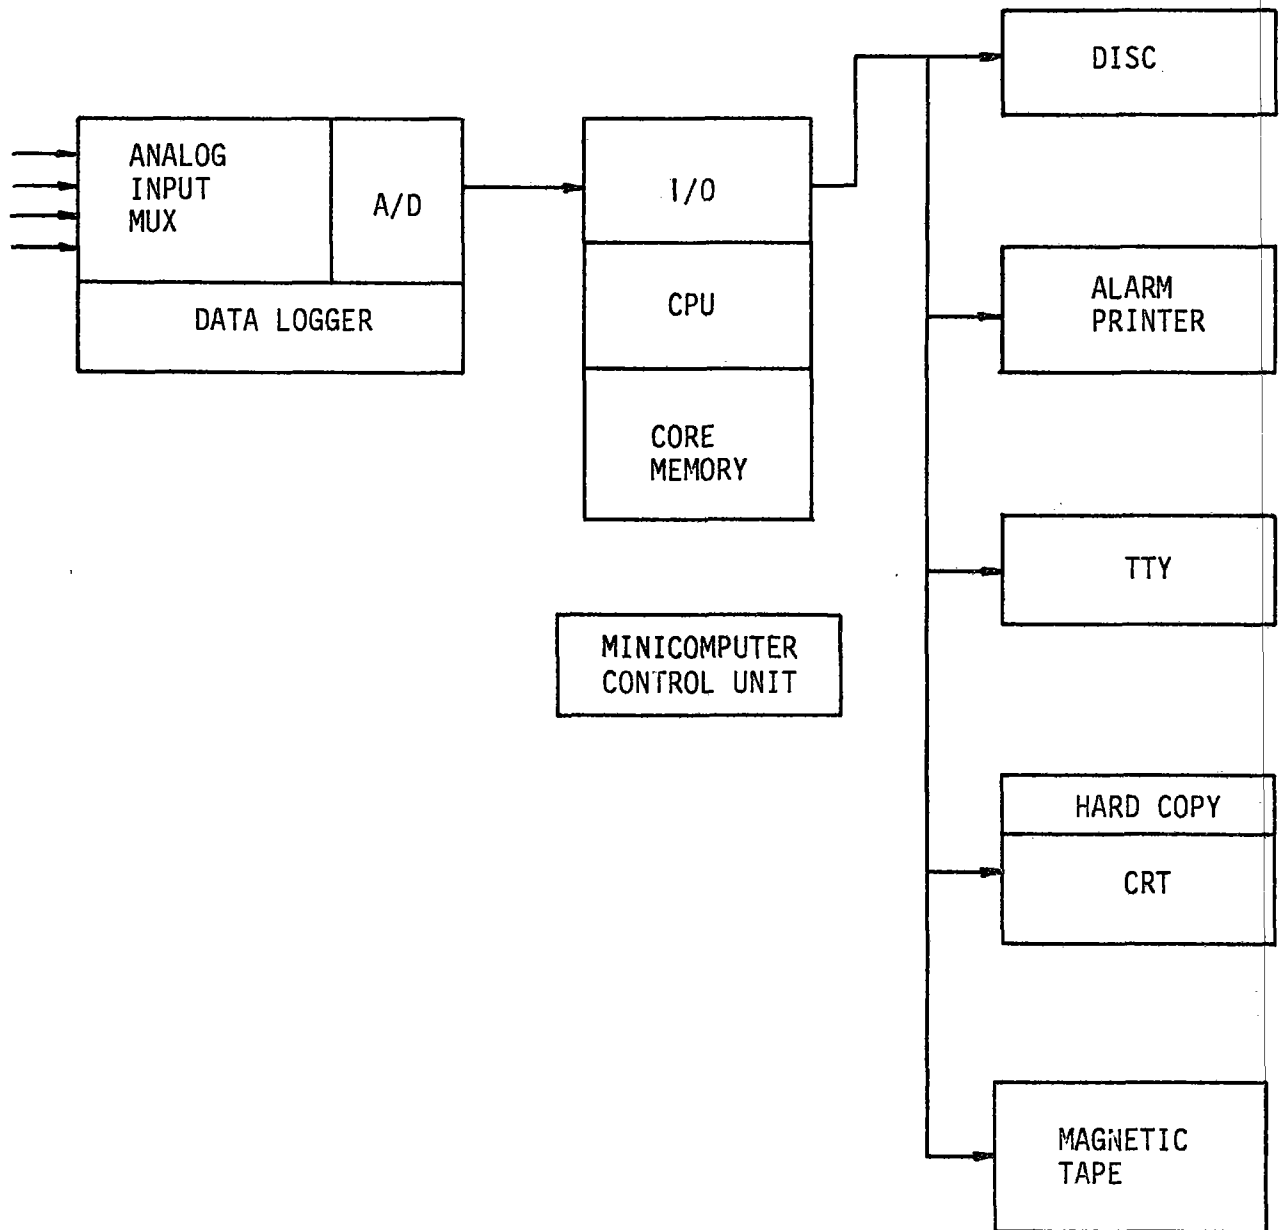 DISC
ANALOG
INPUT
MUX
A/D
DATA LOGGER
I/O
CPU
CORE
MEMORY
MINICOMPUTER
CONTROL UNIT
ALARM
PRINTER
TTY
HARD COPY
CRT
MAGNETIC
TAPE